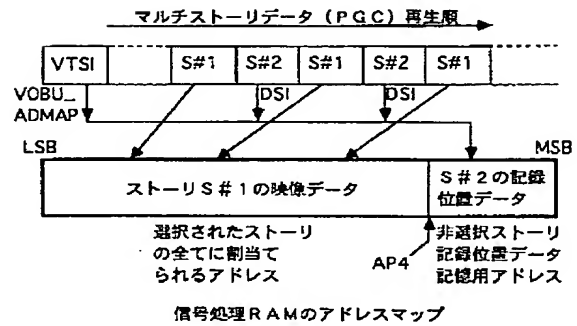 マルチストーリデータ（PGC）再生順
VTSI S#1 S#2 S#1 S#2 S#1
VOBU_ DSI DSI
ADMAP
LSB MSB
ストーリS#1の映像データ
S#2の記録
位置データ
選択されたストーリ
の全てに割当て
られるアドレス
AP4
非選択ストーリ
記録位置データ
記憶用アドレス
信号処理RAMのアドレスマップ